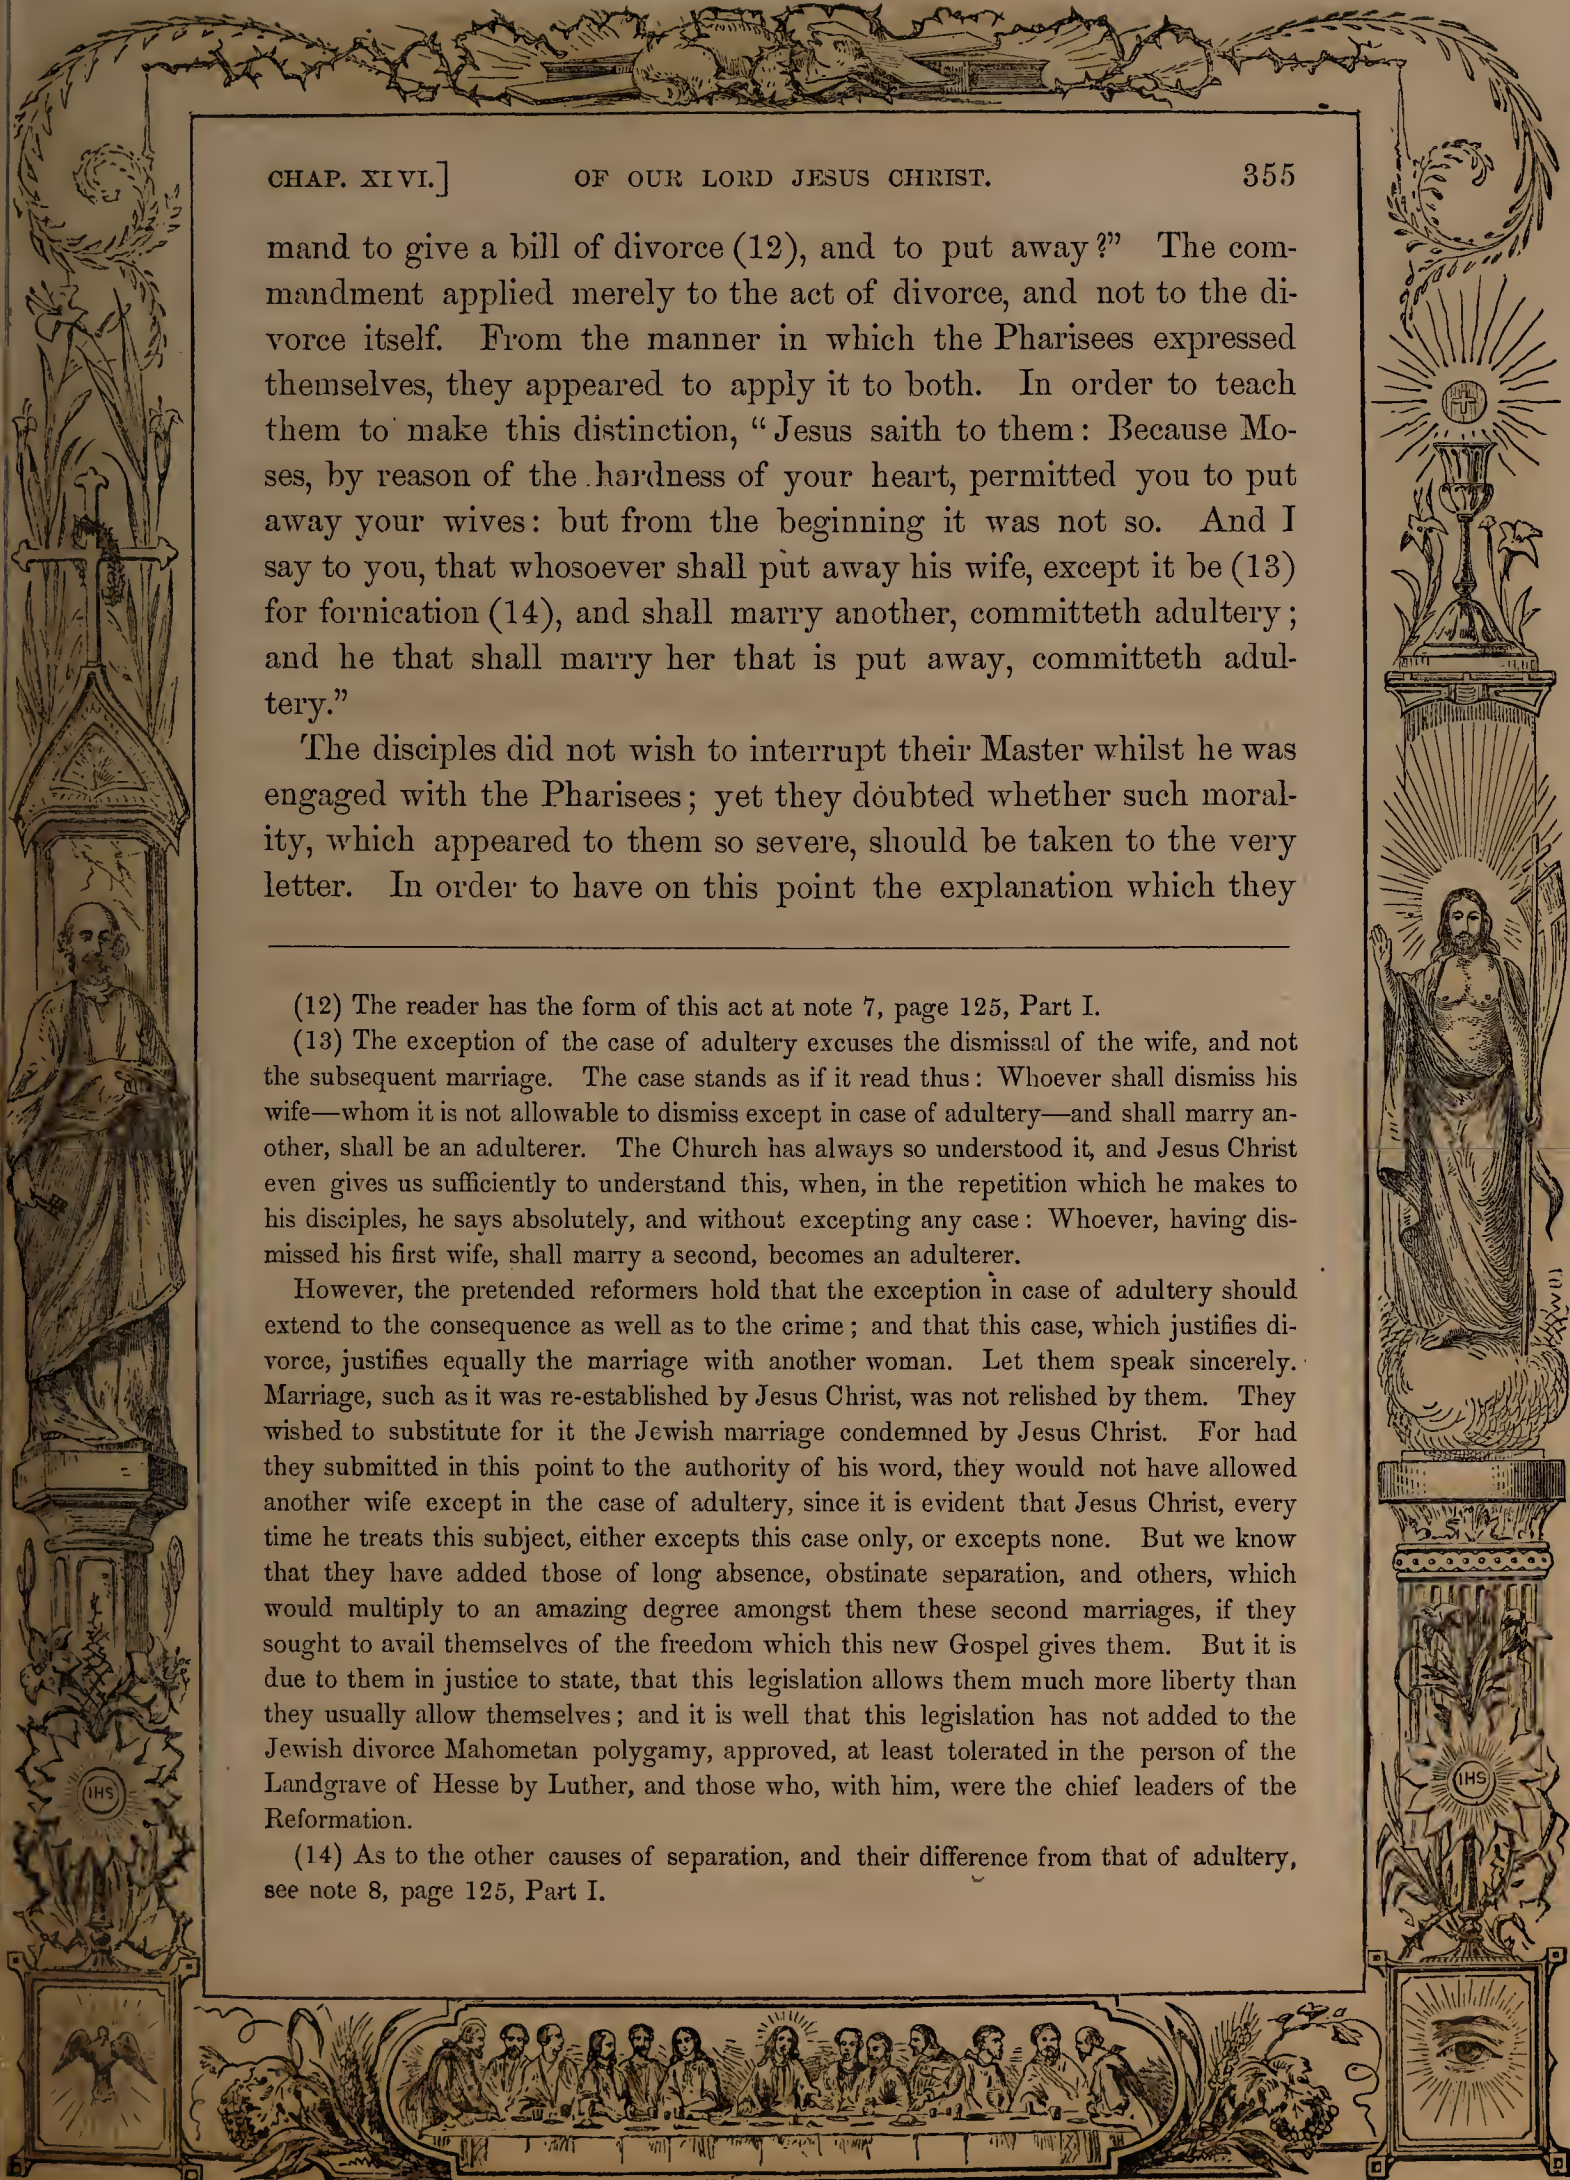 CHAP. XIVI.] OF OUR LORD JESUS CHRIST. 355
mand to give a bill of divorce (12), and to put away?” The com-
mandment applied merely to the act of divorce, and not to the di-
vorce itself. From the manner in which the Pharisees expressed
themselves, they appeared to apply it to both. In order to teach
them to make this distinction, “Jesus saith to them: Because Mo-
ses, by reason of the hardness of your heart, permitted you to put
away your wives: but from the beginning it was not so. And I
say to you, that whosoever shall put away his wife, except it be (13)
for fornication (14), and shall marry another, committeth adultery;
and he that shall marry her that is put away, committeth adul-
tery.”
The disciples did not wish to interrupt their Master whilst he was
engaged with the Pharisees; yet they doubted whether such moral-
ity, which appeared to them so severe, should be taken to the very
letter. In order to have on this point the explanation which they
(12) The reader has the form of this act at note 7, page 125, Part I.
(13) The exception of the case of adultery excuses the dismissal of the wife, and not
the subsequent marriage. The case stands as if it read thus: Whoever shall dismiss his
wife—whom it is not allowable to dismiss except in case of adultery—and shall marry an-
other, shall be an adulterer. The Church has always so understood it, and Jesus Christ
even gives us sufficiently to understand this, when, in the repetition which he makes to
his disciples, he says absolutely, and without excepting any case: Whoever, having dis-
missed his first wife, shall marry a second, becomes an adulterer.
However, the pretended reformers hold that the exception in case of adultery should
extend to the consequence as well as to the crime; and that this case, which justifies di-
vorce, justifies equally the marriage with another woman. Let them speak sincerely.
Marriage, such as it was re-established by Jesus Christ, was not relished by them. They
wished to substitute for it the Jewish marriage condemned by Jesus Christ. For had
they submitted in this point to the authority of his word, they would not have allowed
another wife except in the case of adultery, since it is evident that Jesus Christ, every
time he treats this subject, either excepts this case only, or excepts none. But we know
that they have added those of long absence, obstinate separation, and others, which
would multiply to an amazing degree amongst them these second marriages, if they
sought to avail themselves of the freedom which this new Gospel gives them. But it is
due to them in justice to state, that this legislation allows them much more liberty than
they usually allow themselves; and it is well that this legislation has not added to the
Jewish divorce Mahometan polygamy, approved, at least tolerated in the person of the
Landgrave of Hesse by Luther, and those who, with him, were the chief leaders of the
Reformation.
(14) As to the other causes of separation, and their difference from that of adultery,
see note 8, page 125, Part I.
IHS
IHS